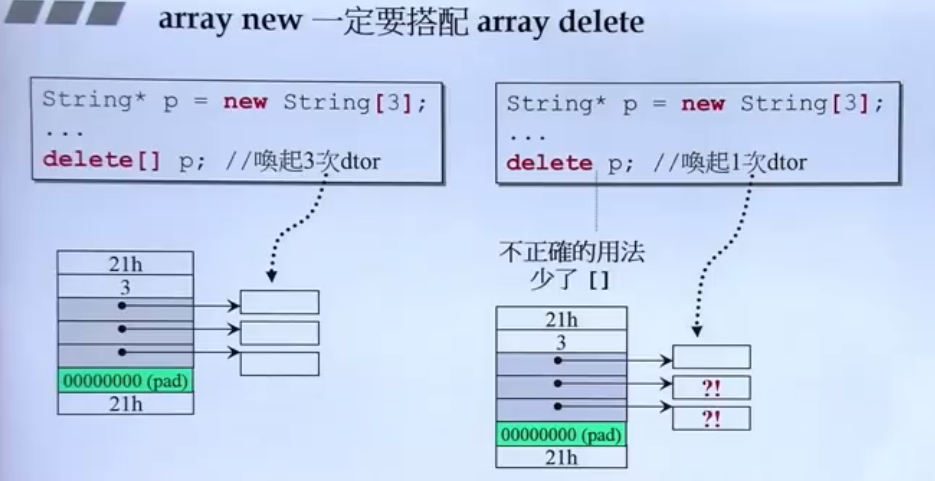 array new 一定要搭配 array delete
String* p = new String[3];
...
delete[] p; //喚起3次dtor
21h
3
00000000 (pad)
21h
String* p = new String[3];
...
delete p; //喚起1次dtor
不正確的用法
少了 []
21h
3
?!
?!
00000000 (pad)
21h